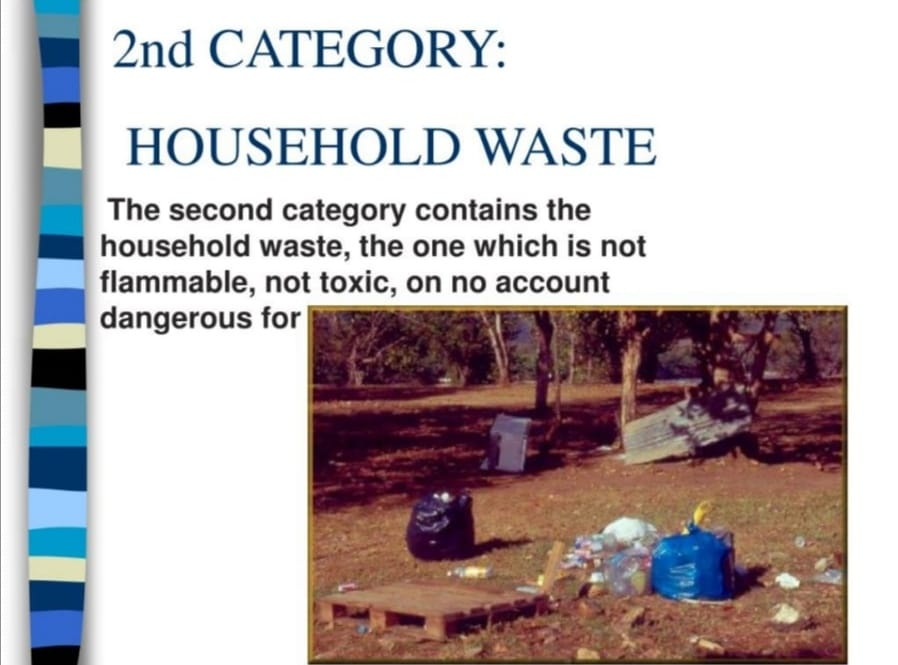 2nd CATEGORY:
HOUSEHOLD WASTE
The second category contains the
household waste, the one which is not
flammable, not toxic, on no account
dangerous for